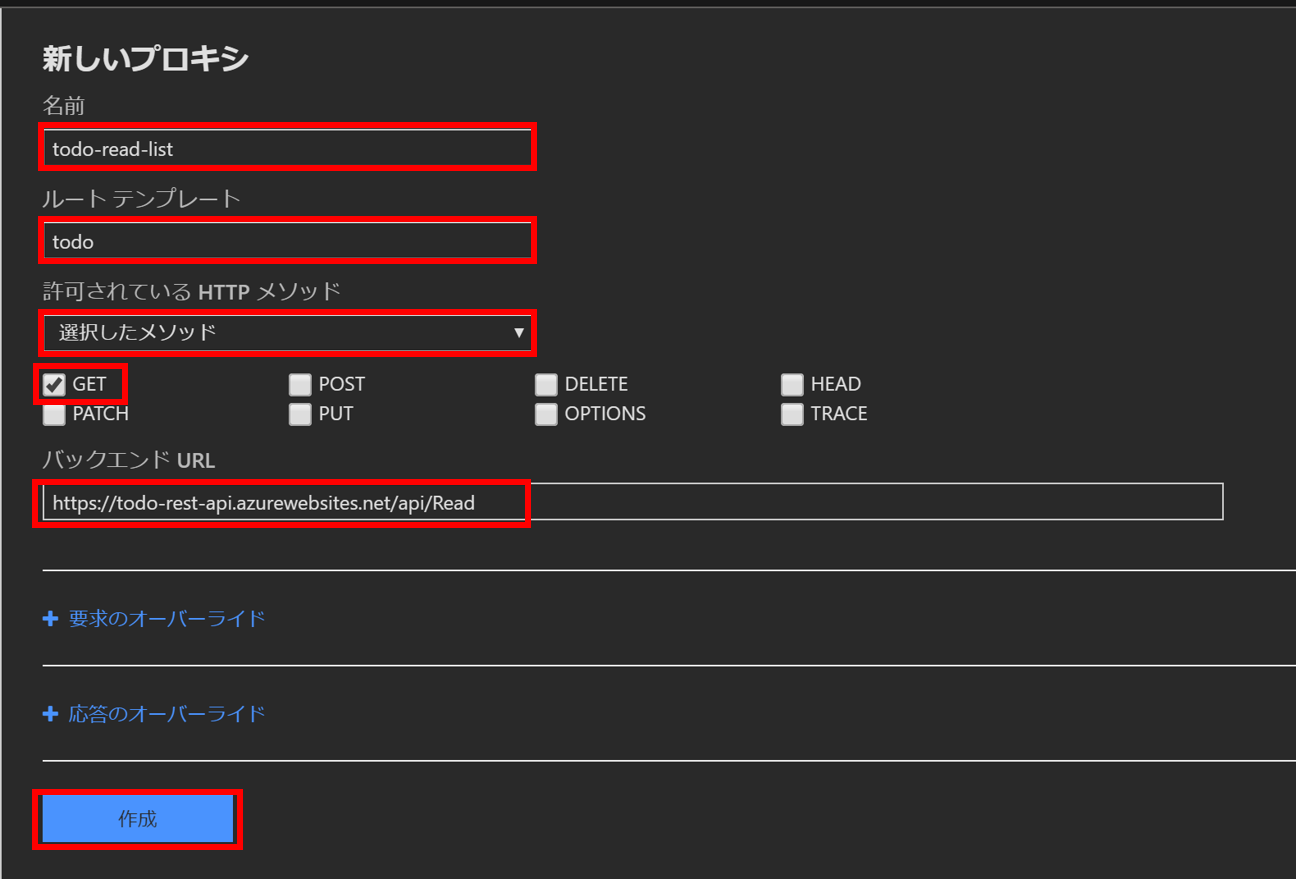 新しいプロキシ
名前
todo-read-list
ルート テンプレート
todo
許可されている HTTP メソッド
選択したメソッド
GET POST DELETE HEAD
PATCH PUT OPTIONS TRACE
バックエンド URL
https://todo-rest-api.azurewebsites.net/api/Read
要求のオーバーライド
応答のオーバーライド
作成